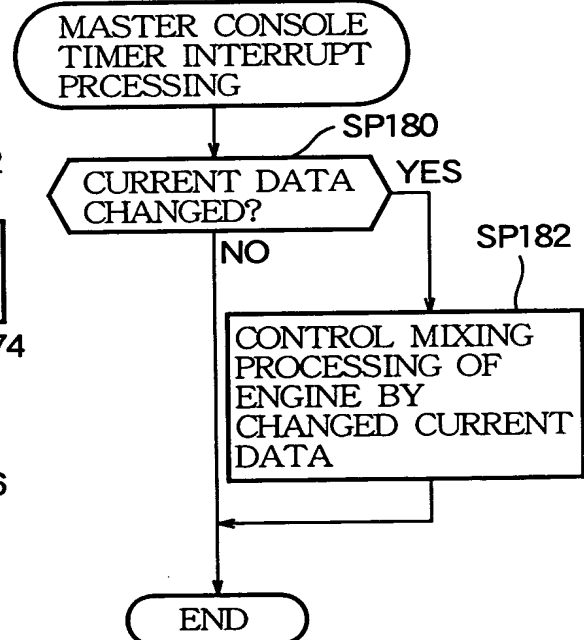 MASTER CONSOLE
TIMER INTERRUPT
PRCESSING
SP180
CURRENT DATA
CHANGED?
YES
NO
SP182
CONTROL MIXING
PROCESSING OF
ENGINE BY
CHANGED CURRENT
DATA
74
END